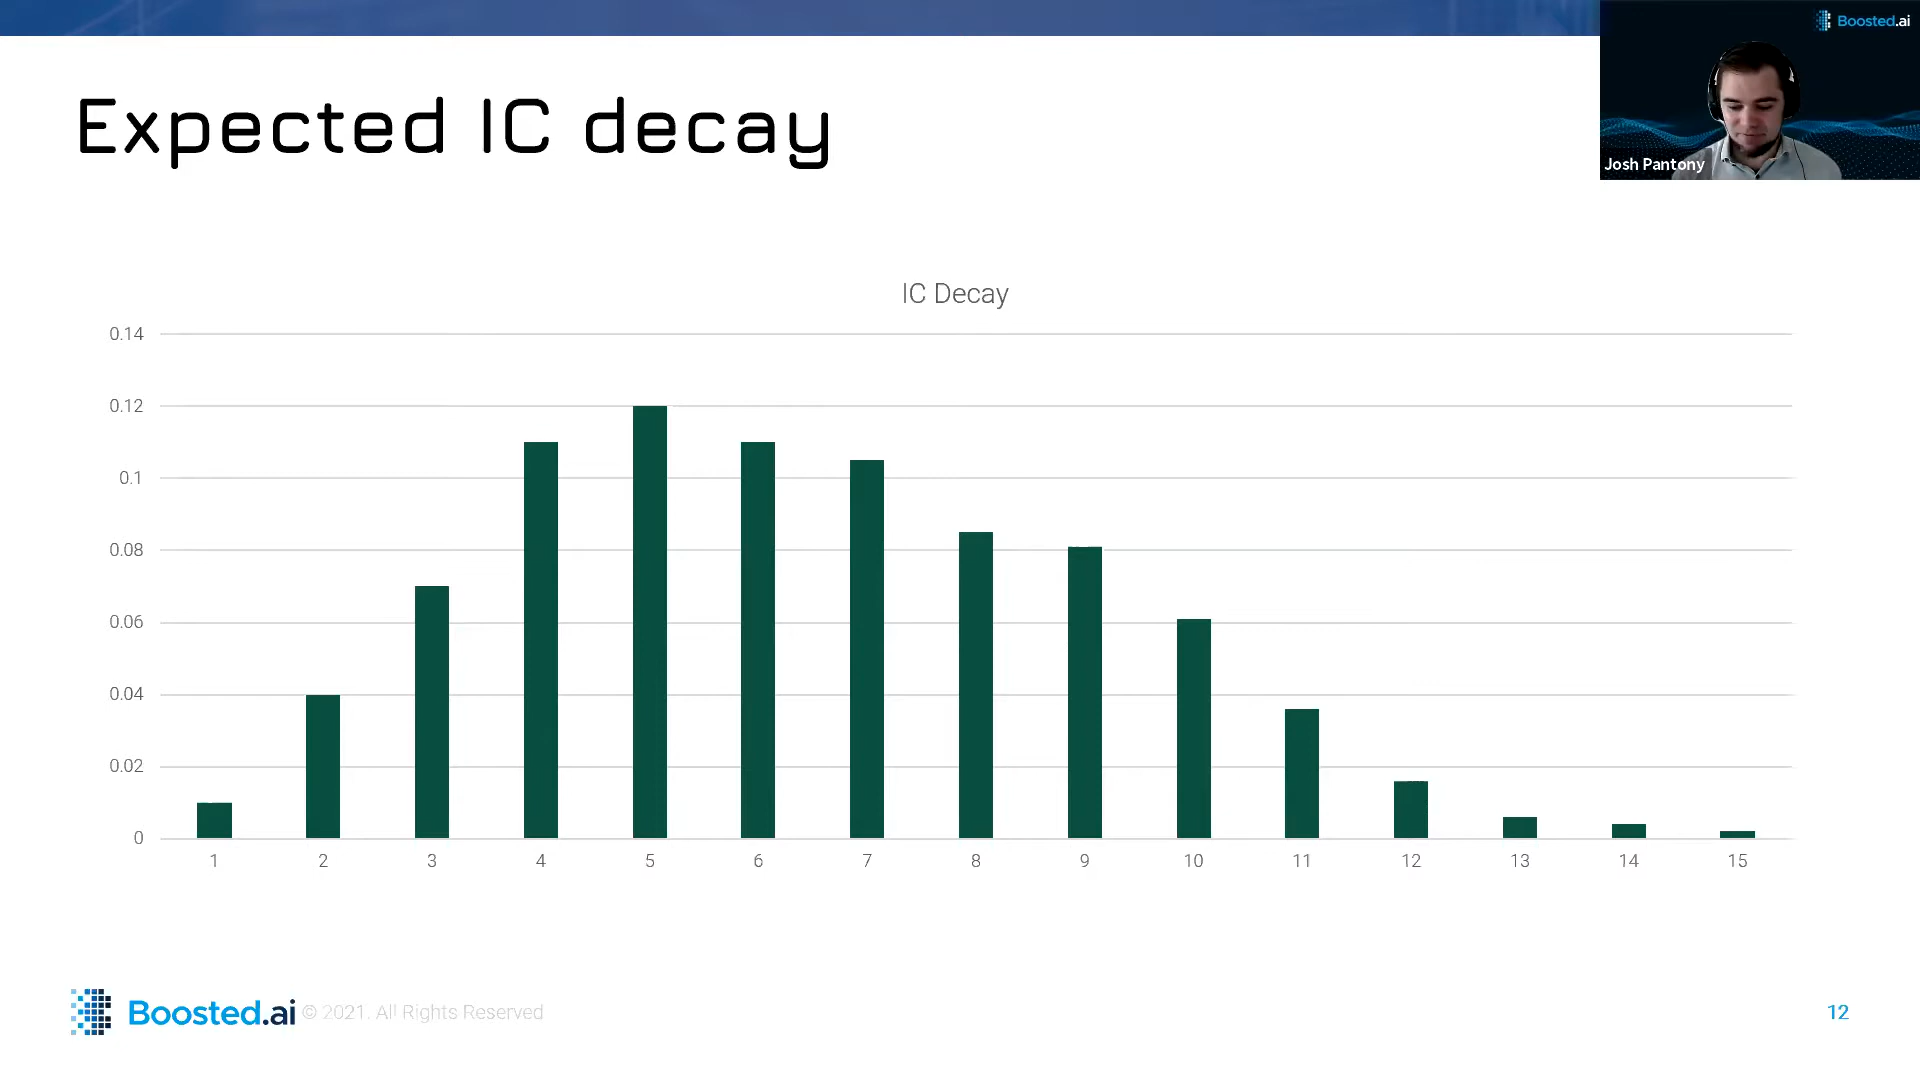 Boosted.ai
Expected IC decay
Josh Pantony
IC Decay
0.14
0.12
0.1
0.08
0.06
0.04
0.02
0
1 2 3 4 5 6 7 8 9 10 11 12 13 14 15
Boosted.ai © 2021. All Rights Reserved
12